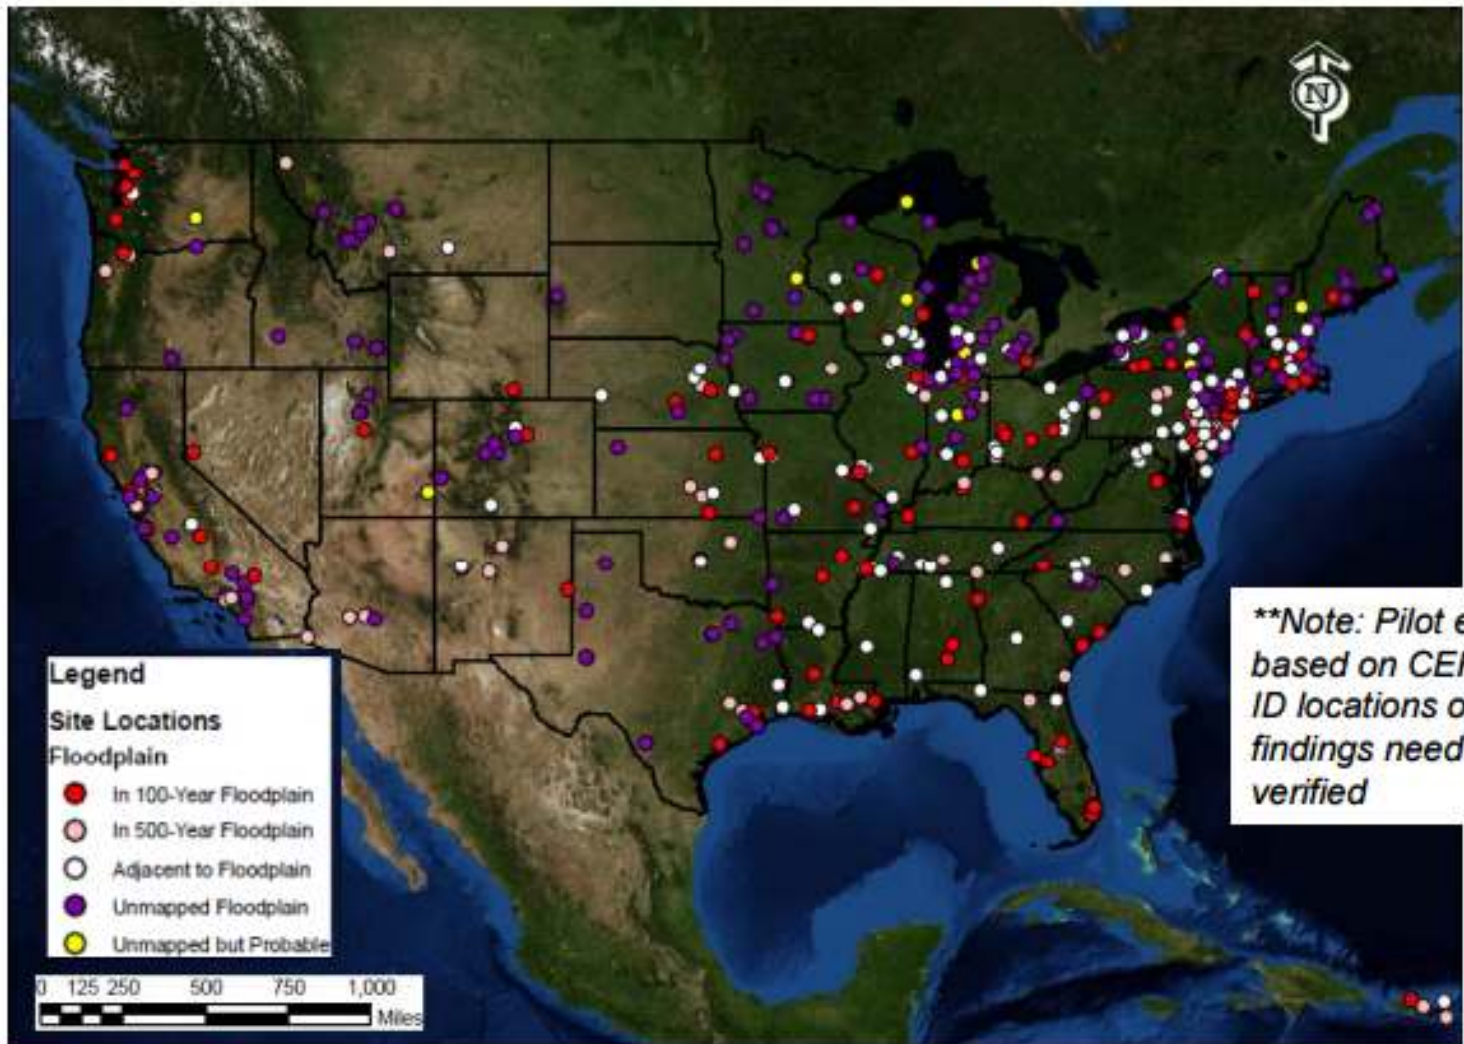 N
**Note: Pilot e
based on CE
ID locations o
findings need
verified
Legend
Site Locations
Floodplain
In 100-Year Floodplain
In 500-Year Floodplain
Adjacent to Floodplain
Unmapped Floodplain
Unmapped but Probable
0 125 250 500 750 1,000
Miles